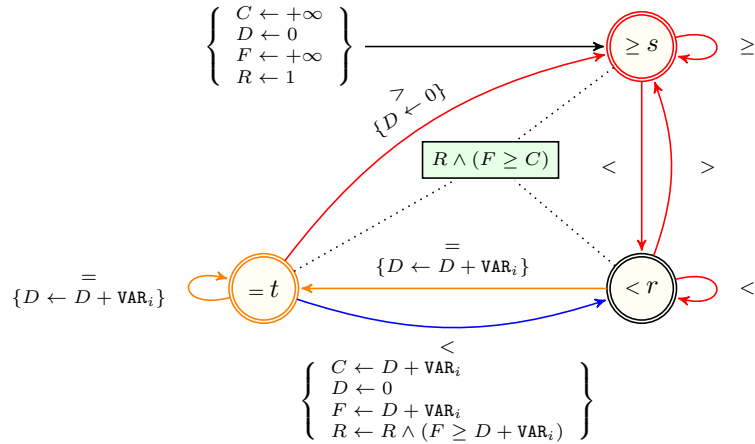 C ← +∞
D ← 0
F ← +∞
R ← 1
≥ s
≥
>
{D ← 0}
R ∧ (F ≥ C)
<
>
=
{D ← D + VAR_i}
=
{D ← D + VAR_i}
= t
< r
<
<
C ← D + VAR_i
D ← 0
F ← D + VAR_i
R ← R ∧ (F ≥ D + VAR_i)